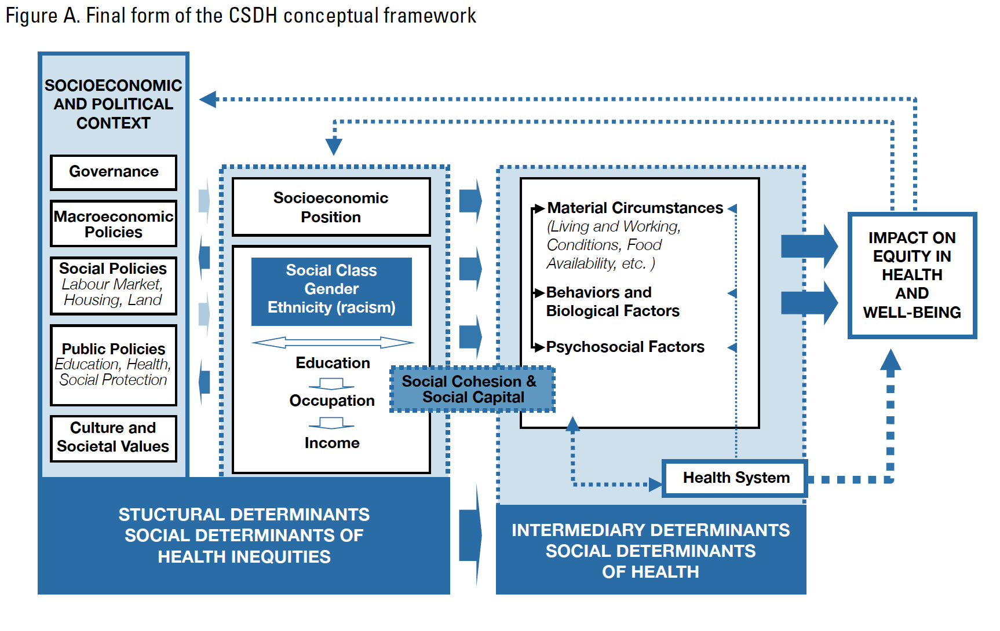 Figure A. Final form of the CSDH conceptual framework
SOCIOECONOMIC
AND POLITICAL
CONTEXT
Governance
Macroeconomic
Policies
Social Policies
Labour Market,
Housing, Land
Public Policies
Education, Health,
Social Protection
Culture and
Societal Values
Socioeconomic
Position
Social Class
Gender
Ethnicity (racism)
Education
Occupation
Income
Social Cohesion &
Social Capital
Material Circumstances
(Living and Working,
Conditions, Food
Availability, etc. )
Behaviors and
Biological Factors
Psychosocial Factors
Health System
IMPACT ON
EQUITY IN
HEALTH
AND
WELL-BEING
STUCTURAL DETERMINANTS
SOCIAL DETERMINANTS OF
HEALTH INEQUITIES
INTERMEDIARY DETERMINANTS
SOCIAL DETERMINANTS
OF HEALTH